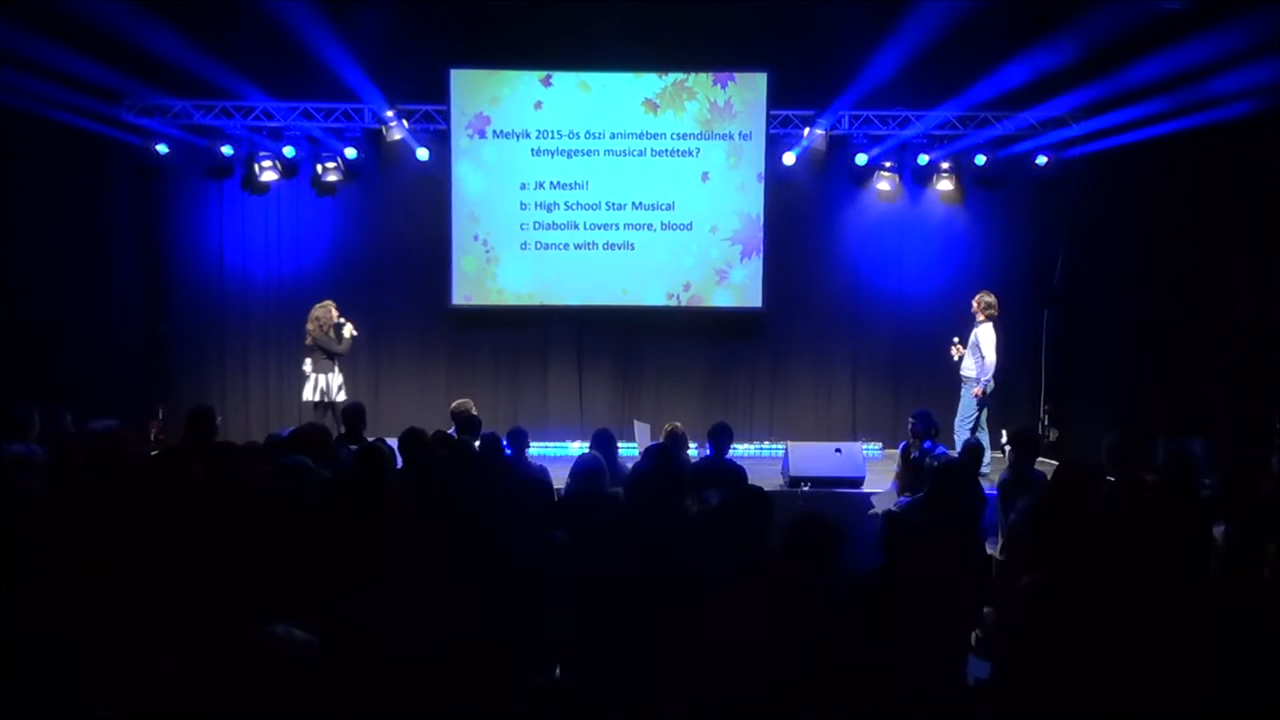 9. Melyik 2015-ös őszi animében csendülnek fel
ténylegesen musical betétek?
a: JK Meshi!
b: High School Star Musical
c: Diabolik Lovers more, blood
d: Dance with devils